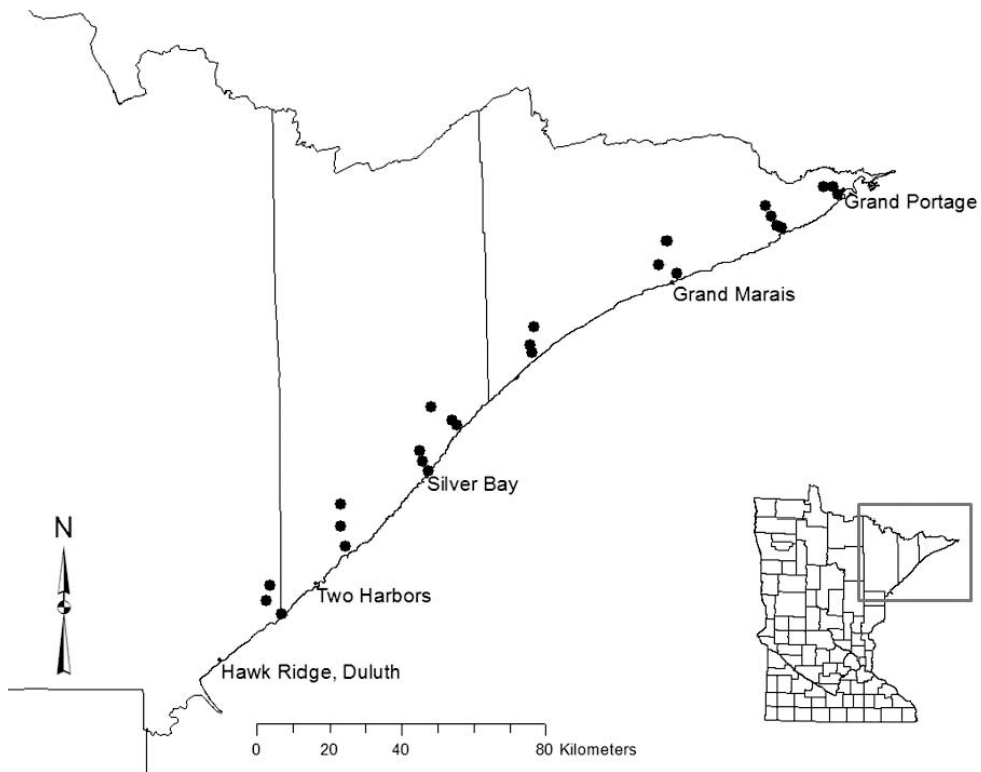 Grand Portage
Grand Marais
Silver Bay
N
Two Harbors
Hawk Ridge, Duluth
0 20 40 80 Kilometers